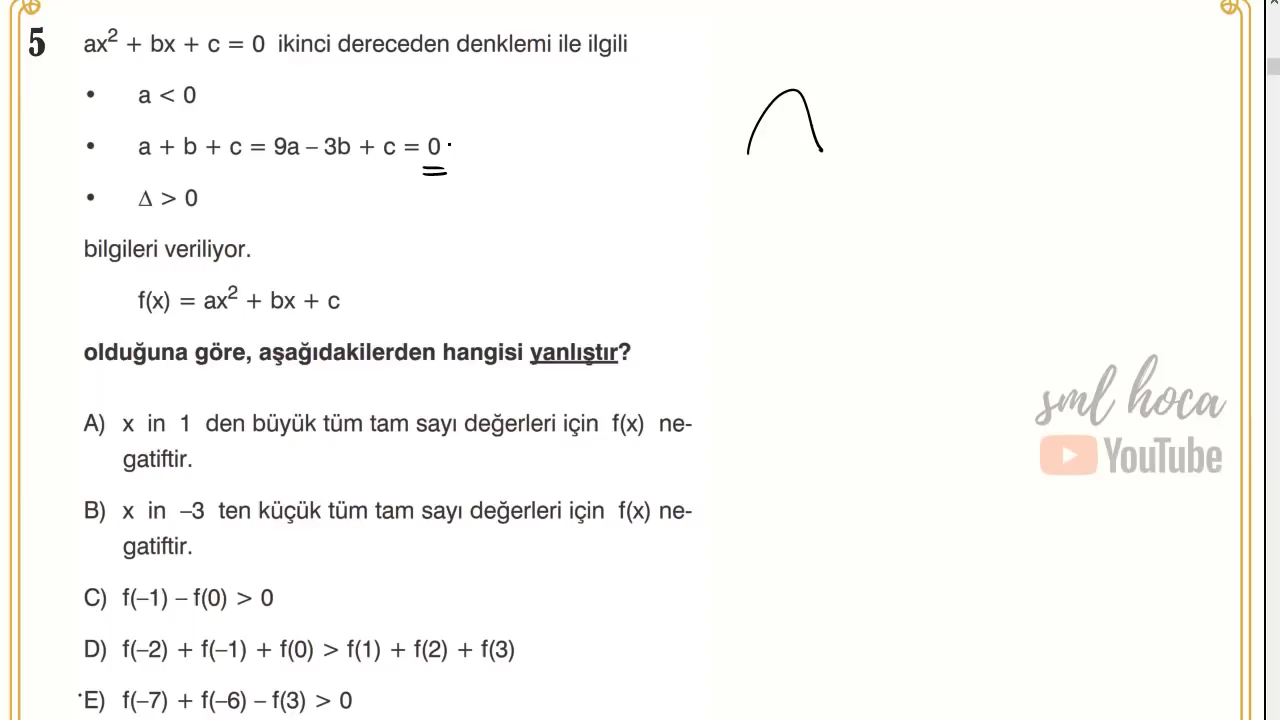 5
ax² + bx + c = 0 ikinci dereceden denklemi ile ilgili
• a < 0
• a + b + c = 9a – 3b + c = 0
• Δ > 0
bilgileri veriliyor.
f(x) = ax² + bx + c
olduğuna göre, aşağıdakilerden hangisi yanlıştır?
A) x in 1 den büyük tüm tam sayı değerleri için f(x) ne-
gatiftir.
B) x in –3 ten küçük tüm tam sayı değerleri için f(x) ne-
gatiftir.
C) f(–1) – f(0) > 0
D) f(–2) + f(–1) + f(0) > f(1) + f(2) + f(3)
E) f(–7) + f(–6) – f(3) > 0
sml hoca
YouTube